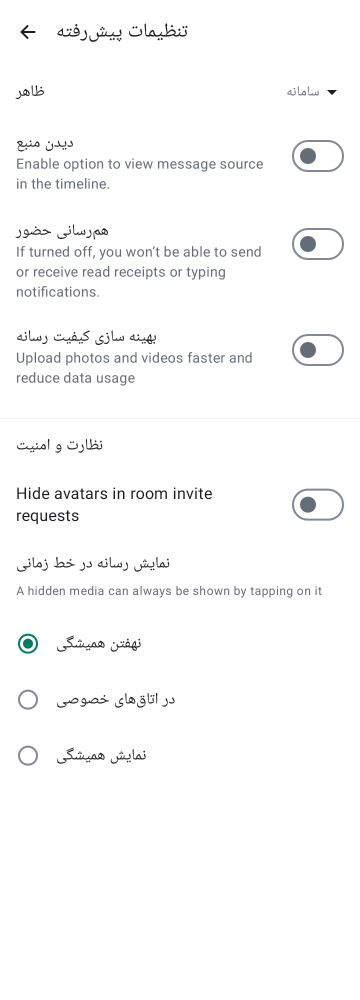 تنظیمات پیش‌رفته
ظاهر
سامانه
دیدن منبع
Enable option to view message source
in the timeline.
هم‌رسانی حضور
If turned off, you won’t be able to send
or receive read receipts or typing
notifications.
بهینه سازی کیفیت رسانه
Upload photos and videos faster and
reduce data usage
نظارت و امنیت
Hide avatars in room invite
requests
نمایش رسانه در خط زمانی
A hidden media can always be shown by tapping on it
نهفتن همیشگی
در اتاق‌های خصوصی
نمایش همیشگی